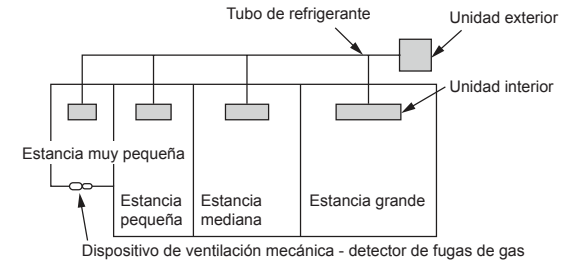 Tubo de refrigerante
Unidad exterior
Unidad interior
Estancia muy pequeña
Estancia
pequeña
Estancia
mediana
Estancia grande
Dispositivo de ventilación mecánica - detector de fugas de gas